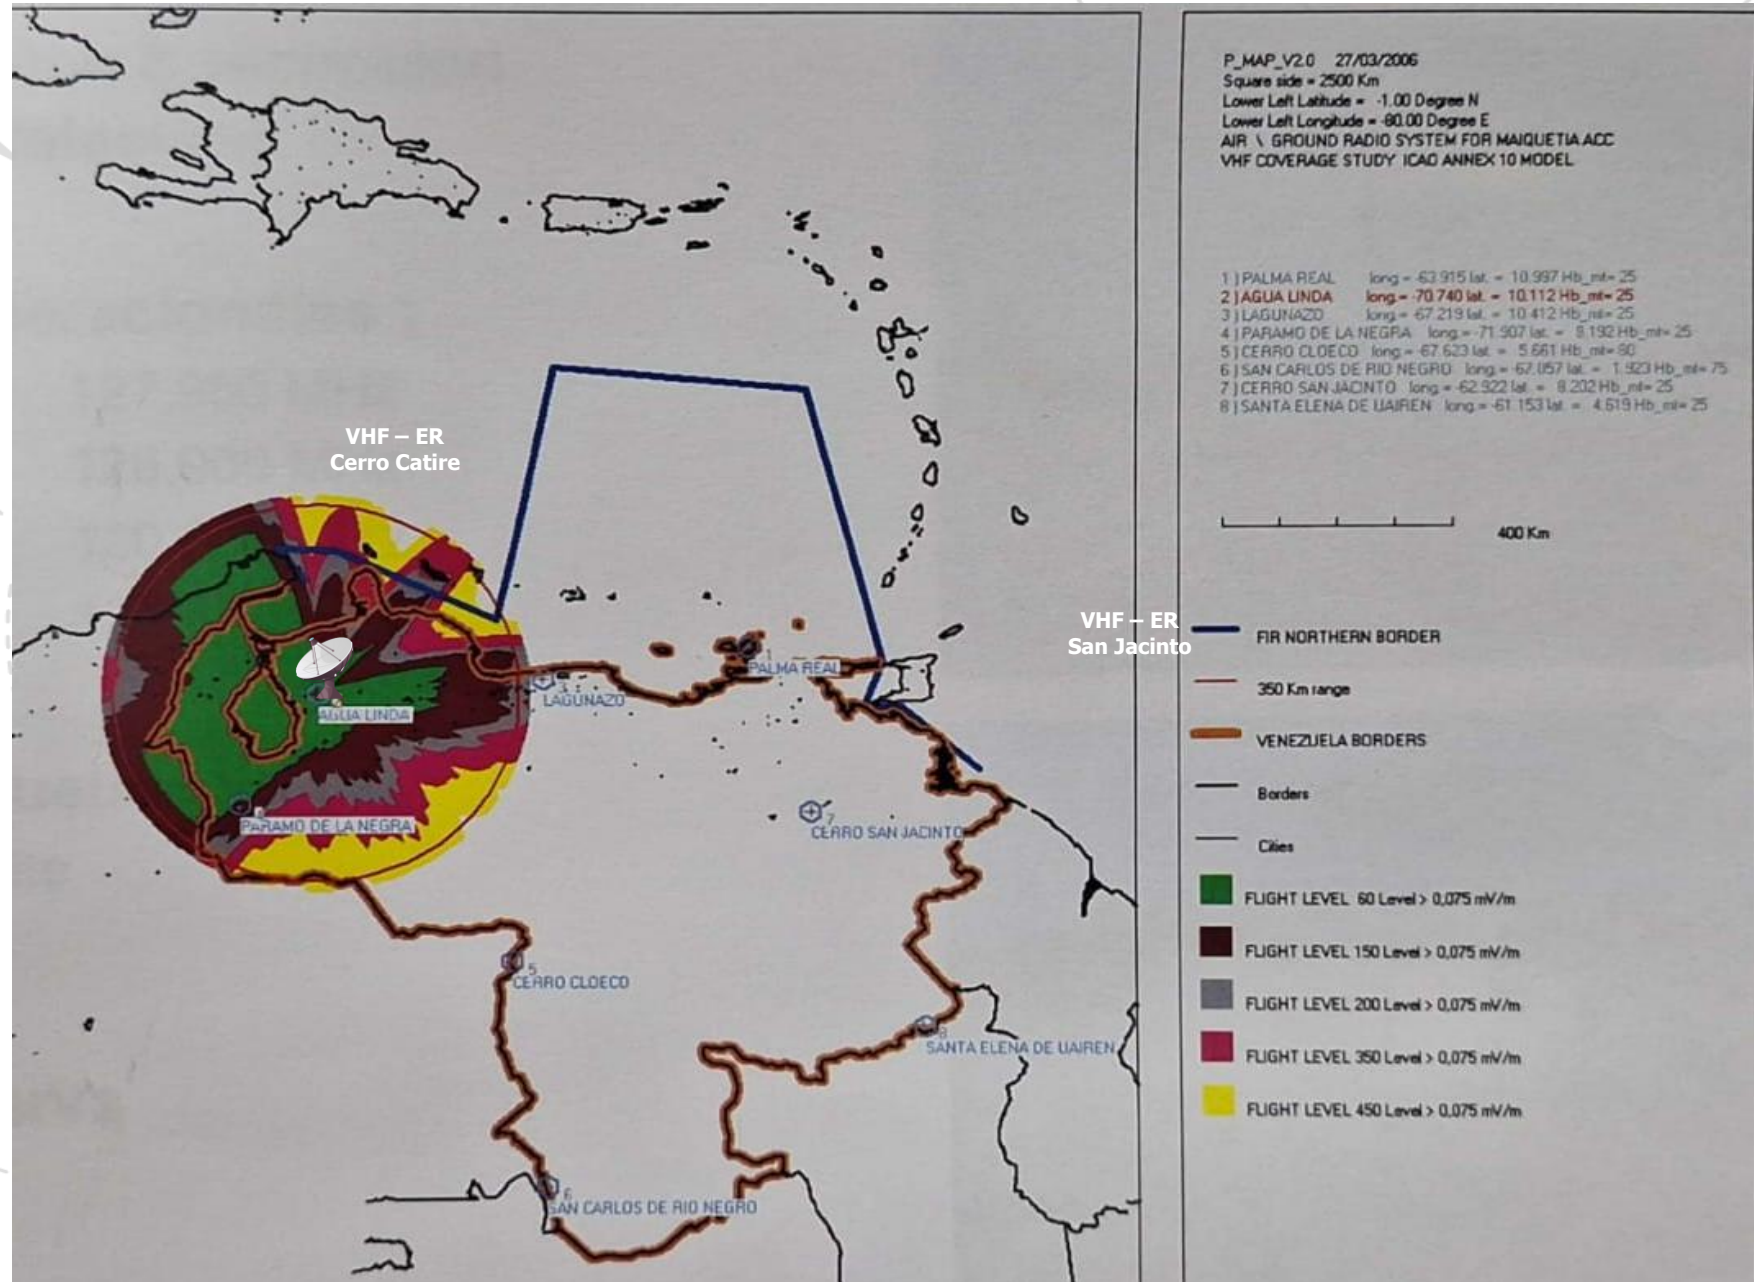 P_MAP_V2.0 27/03/2006
Square side = 2500 Km
Lower Left Latitude = -1.00 Degree N
Lower Left Longitude = -80.00 Degree E
AIR \ GROUND RADIO SYSTEM FOR MAIQUETIA ACC
VHF COVERAGE STUDY ICAO ANNEX 10 MODEL
1 ) PALMA REAL long = -63.915 lat. = 10.997 Hb_mt= 25
2 ) AGUA LINDA long = -70.740 lat. = 10.112 Hb_mt= 25
3 ) LAGUNAZO long = -67.219 lat. = 10.412 Hb_mt= 25
4 ) PARAMO DE LA NEGRA long = -71.907 lat. = 8.192 Hb_mt= 25
5 ) CERRO CLOECO long = -67.623 lat. = 5.661 Hb_mt= 80
6 ) SAN CARLOS DE RIO NEGRO long = -67.057 lat. = 1.923 Hb_mt= 75
7 ) CERRO SAN JACINTO long = -62.922 lat. = 8.202 Hb_mt= 25
8 ) SANTA ELENA DE UAIREN long = -61.153 lat. = 4.619 Hb_mt= 25
400 Km
VHF – ER
Cerro Catire
VHF – ER
San Jacinto
1
PALMA REAL
3
LAGUNAZO
AGUA LINDA
PARAMO DE LA NEGRA
7
CERRO SAN JACINTO
5
CERRO CLOECO
8
SANTA ELENA DE UAIREN
6
SAN CARLOS DE RIO NEGRO
FIR NORTHERN BORDER
350 Km range
VENEZUELA BORDERS
Borders
Cities
FLIGHT LEVEL 60 Level > 0,075 mV/m
FLIGHT LEVEL 150 Level > 0,075 mV/m
FLIGHT LEVEL 200 Level > 0,075 mV/m
FLIGHT LEVEL 350 Level > 0,075 mV/m
FLIGHT LEVEL 450 Level > 0,075 mV/m